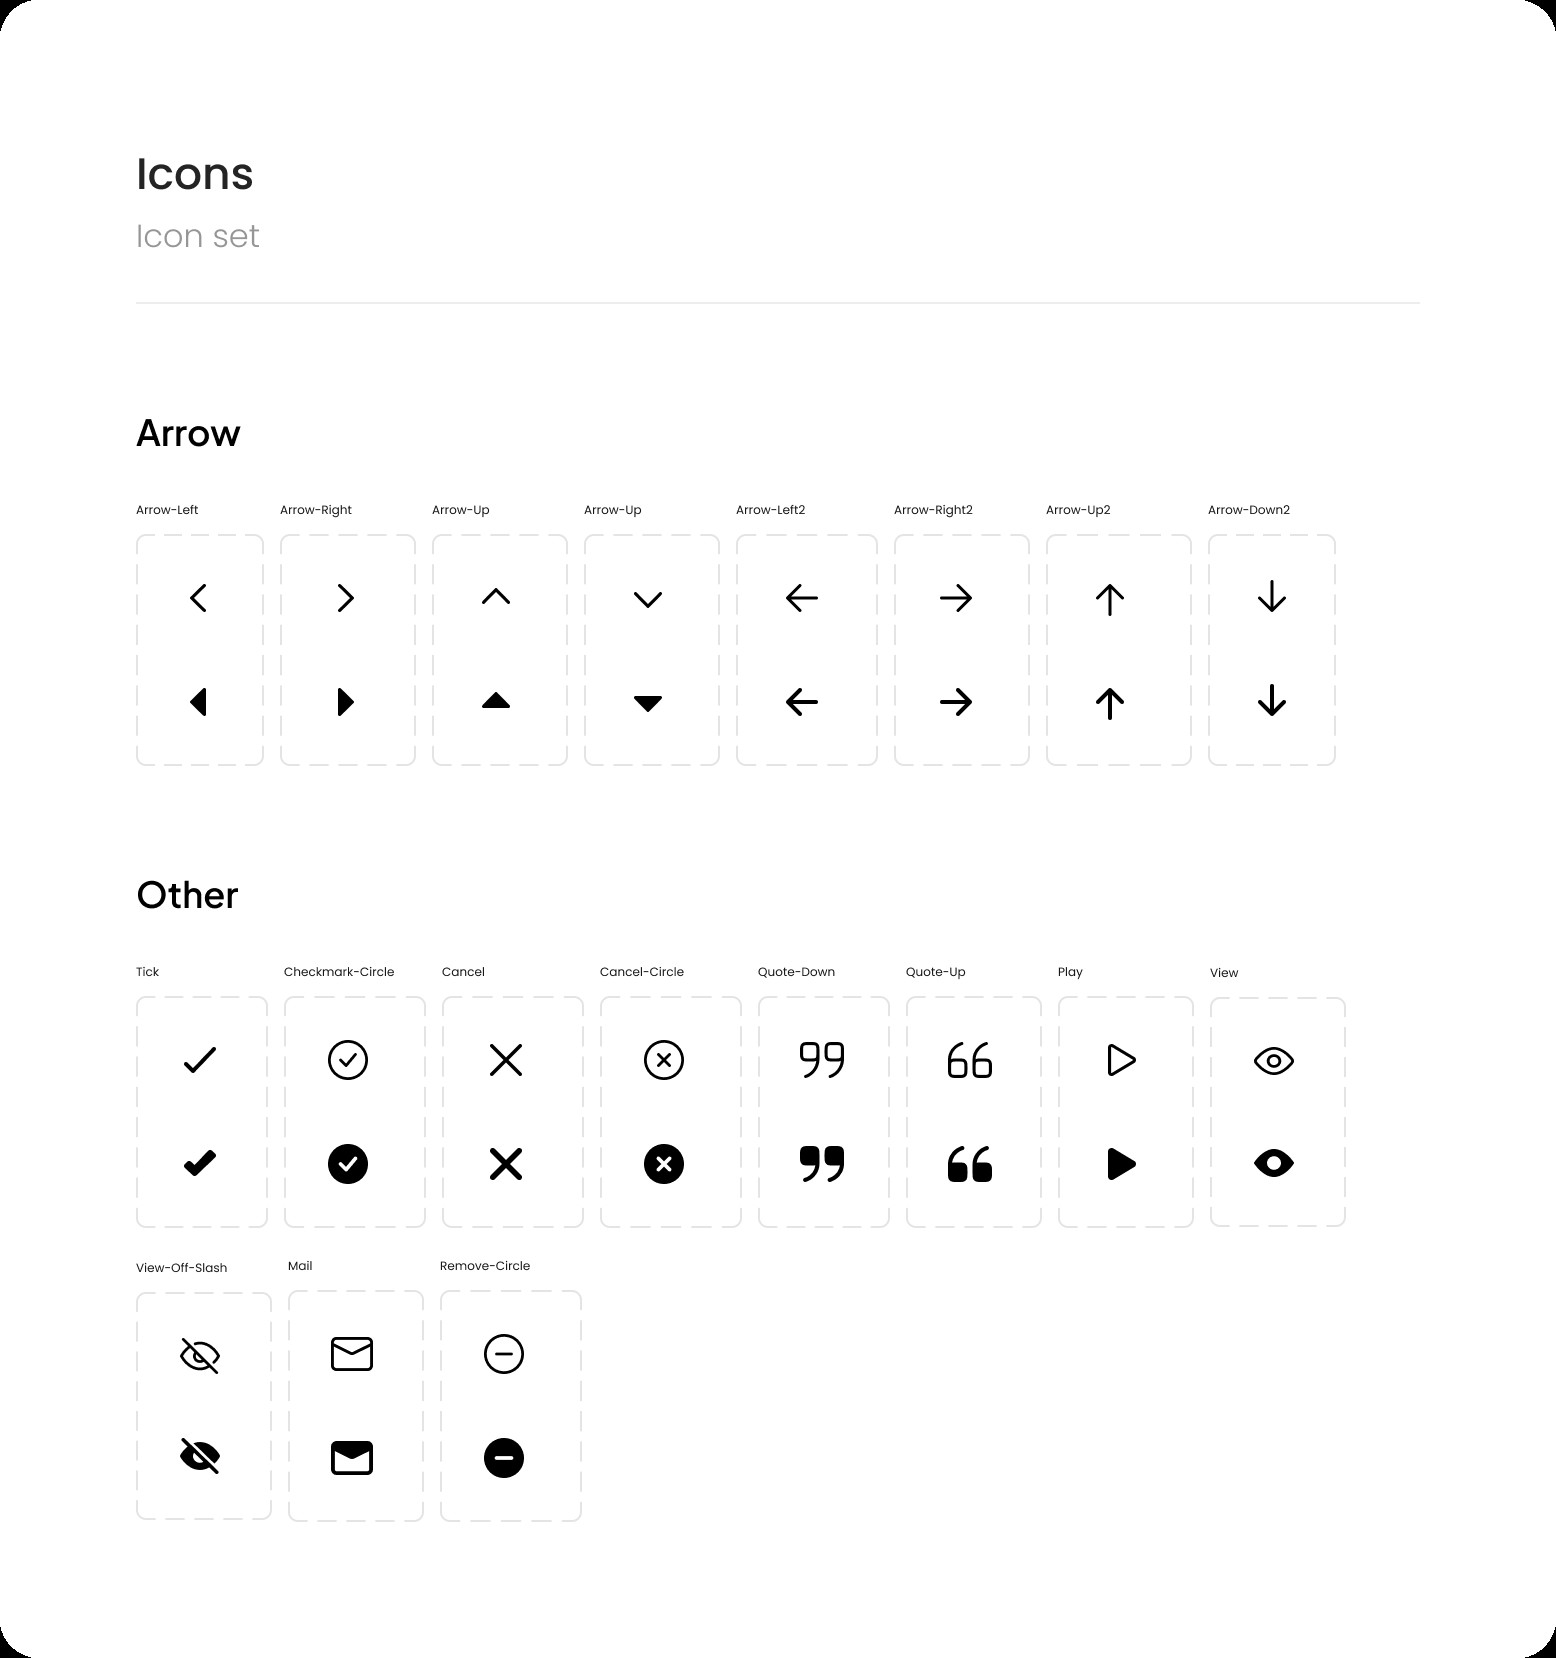 Icons
Icon set
Arrow
Arrow-Left Arrow-Right Arrow-Up Arrow-Up Arrow-Left2 Arrow-Right2 Arrow-Up2 Arrow-Down2
Other
Tick Checkmark-Circle Cancel Cancel-Circle Quote-Down Quote-Up Play View
View-Off-Slash Mail Remove-Circle